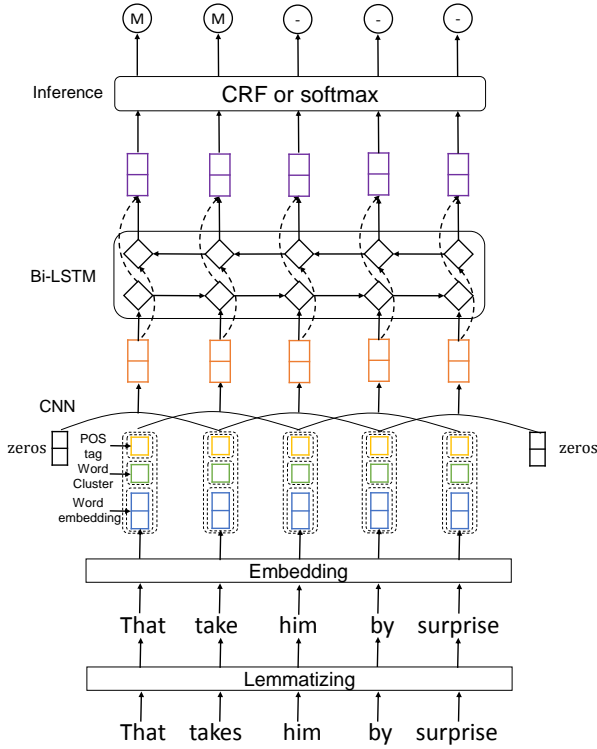 M M - - -
Inference
CRF or softmax
Bi-LSTM
CNN
zeros
POS
tag
Word
Cluster
Word
embedding
zeros
Embedding
That take him by surprise
Lemmatizing
That takes him by surprise